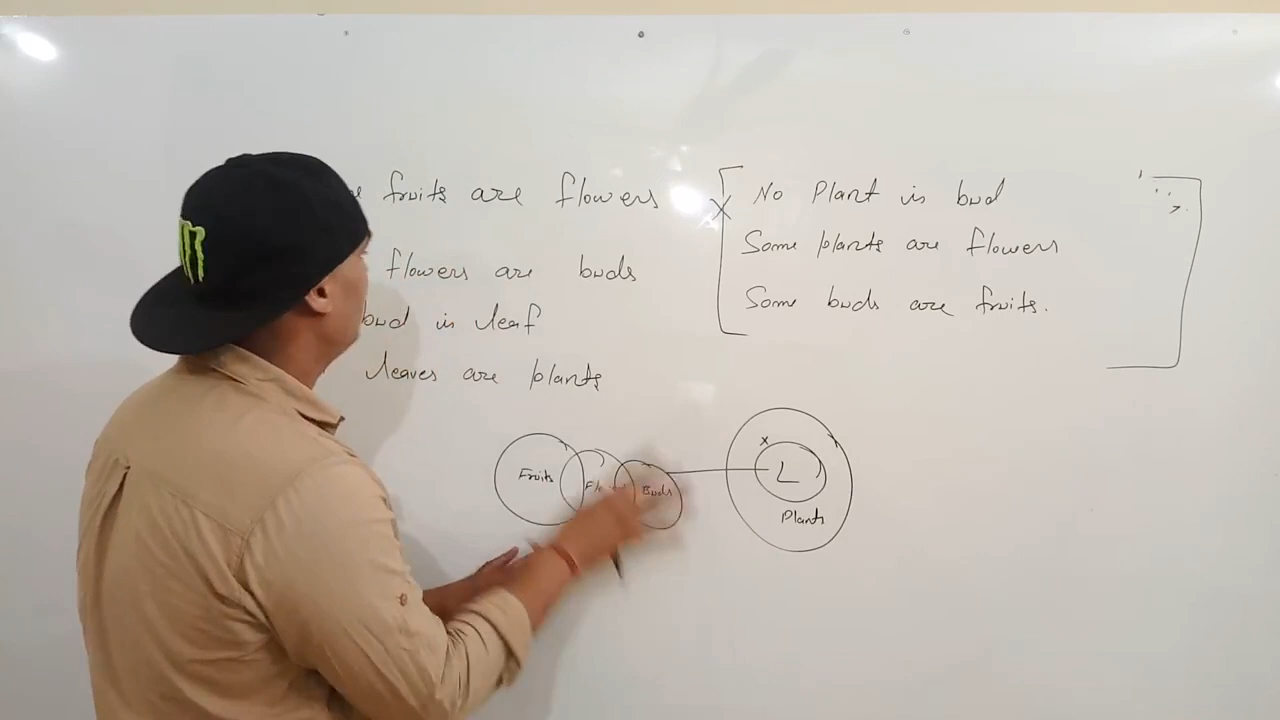 fruits are flowers
flowers are buds
bud is leaf
leaves are plants
No Plant is bud
Some plants are flowers
Some buds are fruits.
x
Fruits
Buds
x
L
Plants